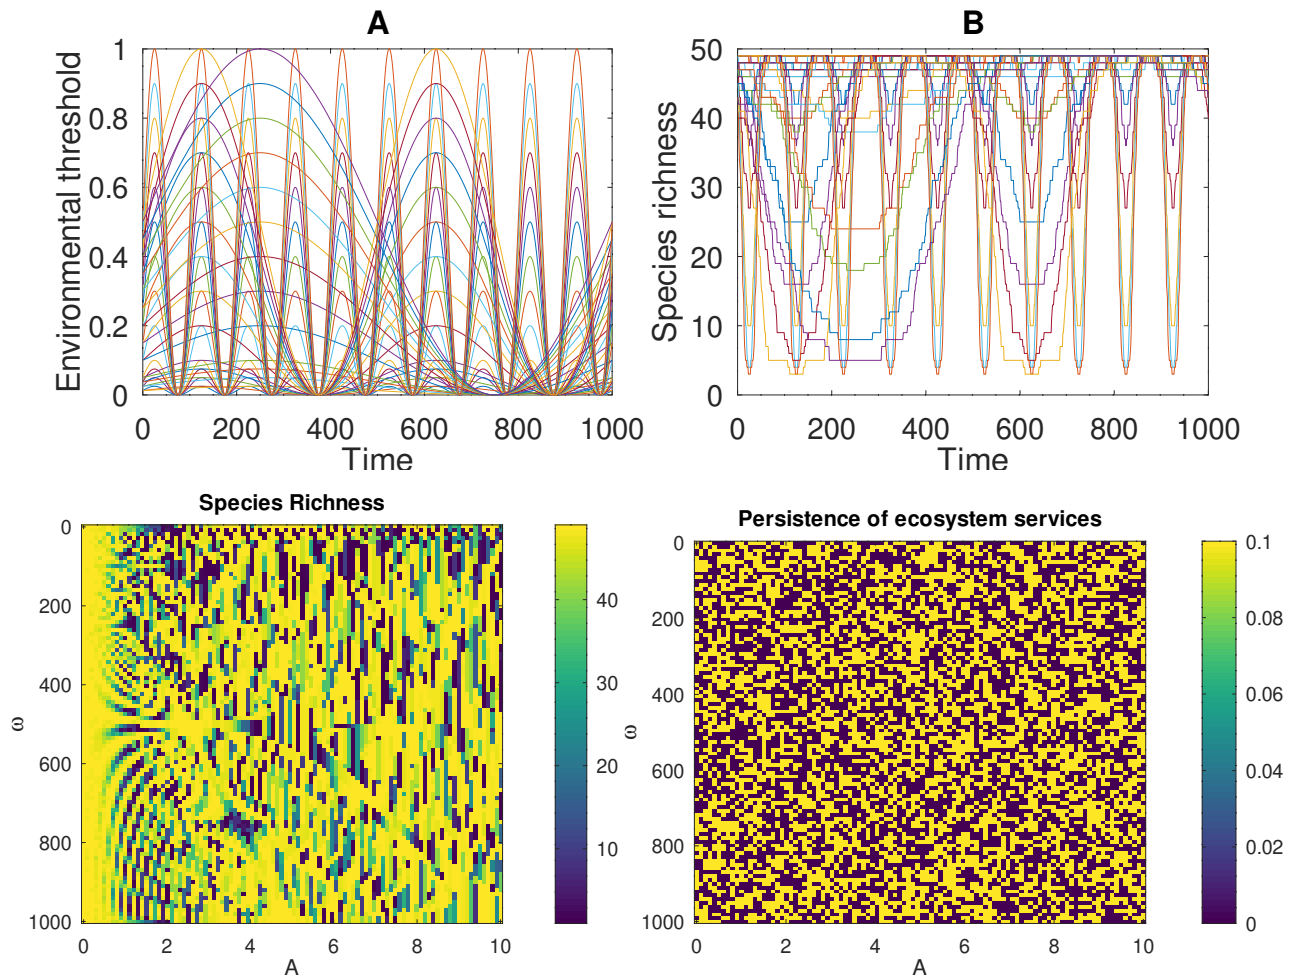 A
Environmental threshold
1
0.8
0.6
0.4
0.2
0
0 200 400 600 800 1000
Time
B
Species richness
50
40
30
20
10
0
0 200 400 600 800 1000
Time
Species Richness
ω
0
200
400
600
800
1000
0 2 4 6 8 10
A
40
30
20
10
Persistence of ecosystem services
ω
0
200
400
600
800
1000
0 2 4 6 8 10
A
0.1
0.08
0.06
0.04
0.02
0